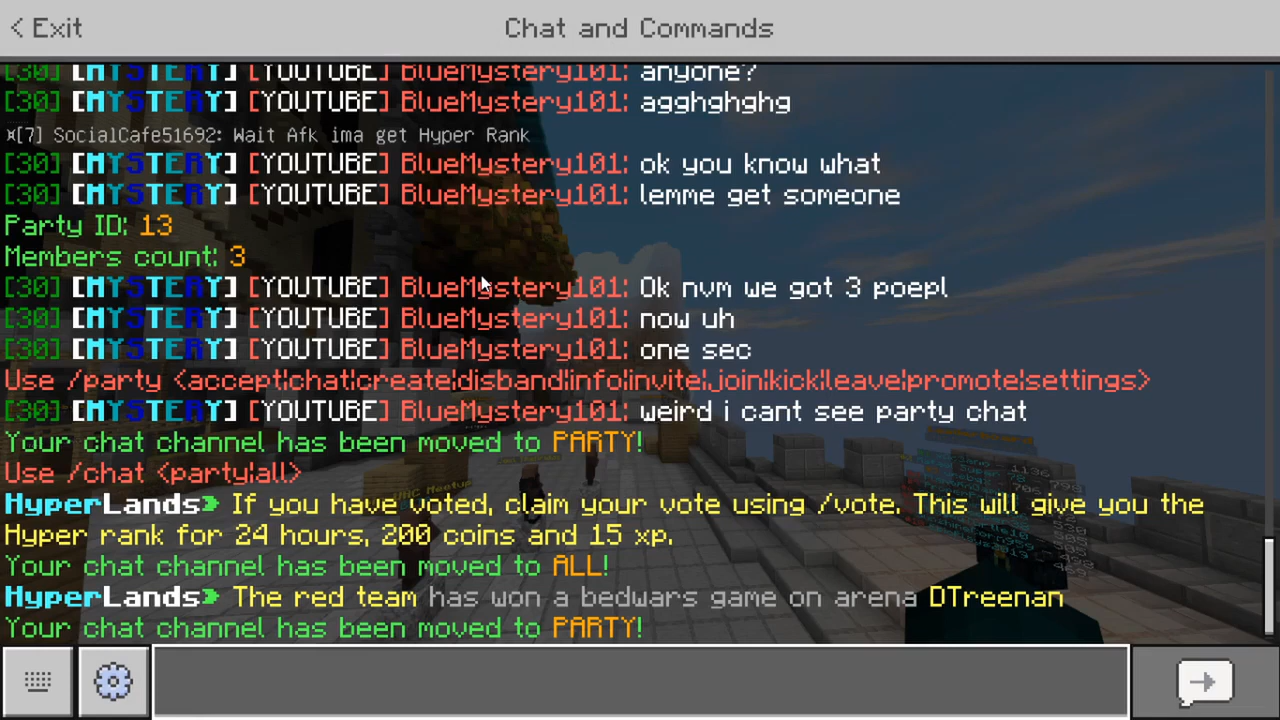 < Exit
Chat and Commands
[30] [MYSTERY] [YOUTUBE] BlueMystery101: anyone?
[30] [MYSTERY] [YOUTUBE] BlueMystery101: agghghghg
[7] SocialCafe51692: Wait Afk ima get Hyper Rank
[30] [MYSTERY] [YOUTUBE] BlueMystery101: ok you know what
[30] [MYSTERY] [YOUTUBE] BlueMystery101: lemme get someone
Party ID: 13
Members count: 3
[30] [MYSTERY] [YOUTUBE] BlueMystery101: Ok nvm we got 3 poepl
[30] [MYSTERY] [YOUTUBE] BlueMystery101: now uh
[30] [MYSTERY] [YOUTUBE] BlueMystery101: one sec
Use /party <accept|chat|create|disband|info|invite|join|kick|leave|promote|settings>
[30] [MYSTERY] [YOUTUBE] BlueMystery101: weird i cant see party chat
Your chat channel has been moved to PARTY!
Use /chat <party|all>
HyperLands> If you have voted, claim your vote using /vote. This will give you the
Hyper rank for 24 hours, 200 coins and 15 xp.
Your chat channel has been moved to ALL!
HyperLands> The red team has won a bedwars game on arena DTreenan
Your chat channel has been moved to PARTY!
UHC Meetup